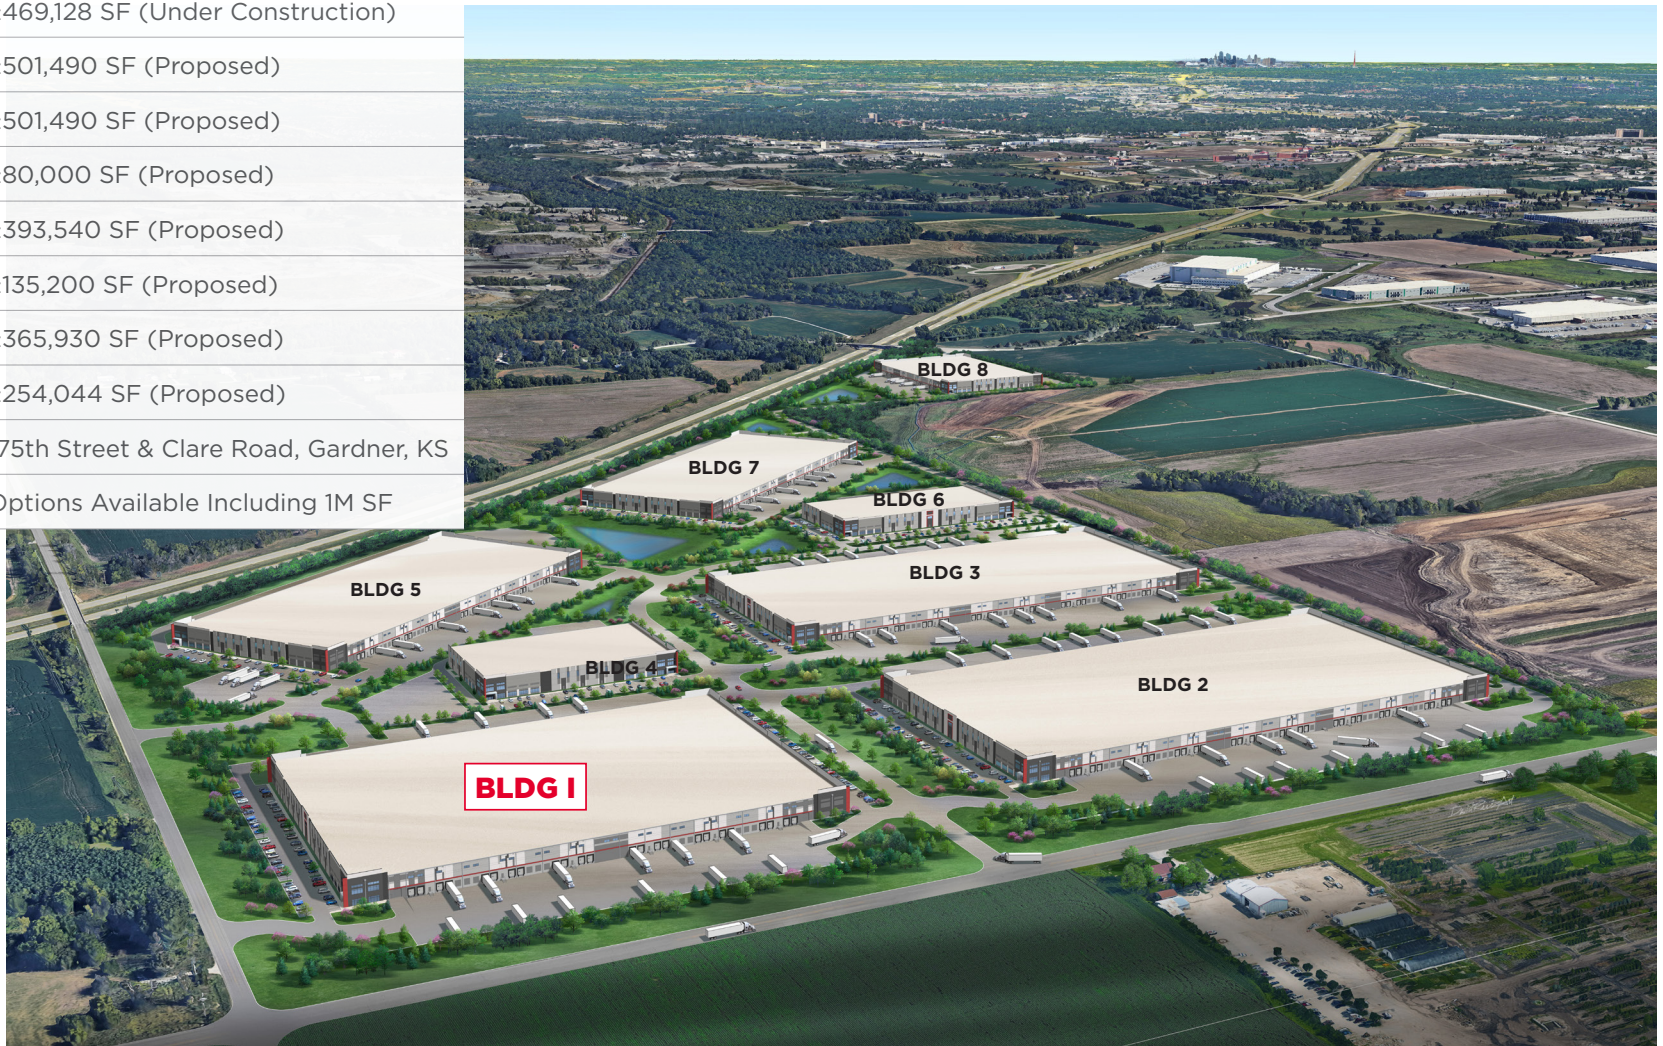 469,128 SF (Under Construction)
501,490 SF (Proposed)
501,490 SF (Proposed)
80,000 SF (Proposed)
393,540 SF (Proposed)
135,200 SF (Proposed)
365,930 SF (Proposed)
254,044 SF (Proposed)
75th Street & Clare Road, Gardner, KS
Options Available Including 1M SF
BLDG 8
BLDG 7
BLDG 6
BLDG 3
BLDG 5
BLDG 4
BLDG 2
BLDG I